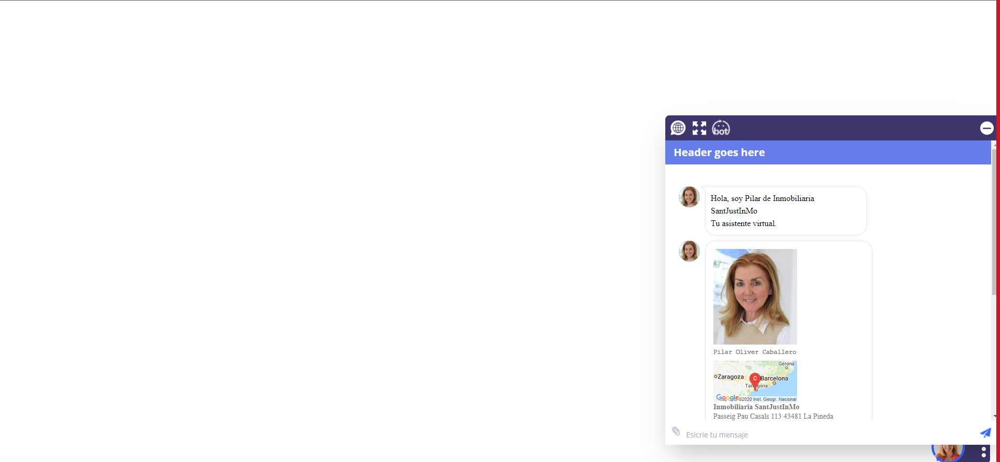 bot
Header goes here
Hola, soy Pilar de Inmobiliaria
SantJustInMo
Tu asistente virtual.
Pilar Oliver Caballero
Gerona
Zaragoza
Barcelona
C
Tarragona
Google
©2020 Inst. Geogr. Nacional
Inmobiliaria SantJustInMo
Passeig Pau Casals 113 43481 La Pineda
Esicrie tu mensaje